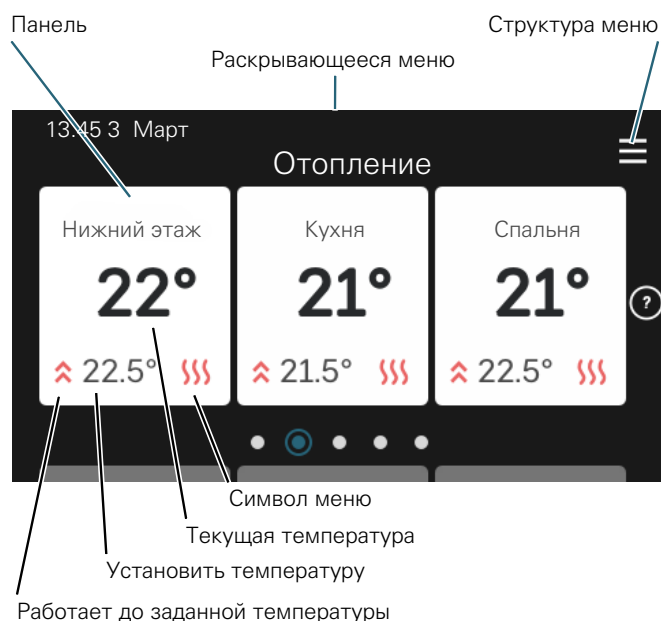 Панель
Структура меню
Раскрывающееся меню
13:45 3 Март
Отопление
Нижний этаж
Кухня
Спальня
22°
21°
21°
?
22.5°
21.5°
22.5°
Символ меню
Текущая температура
Установить температуру
Работает до заданной температуры